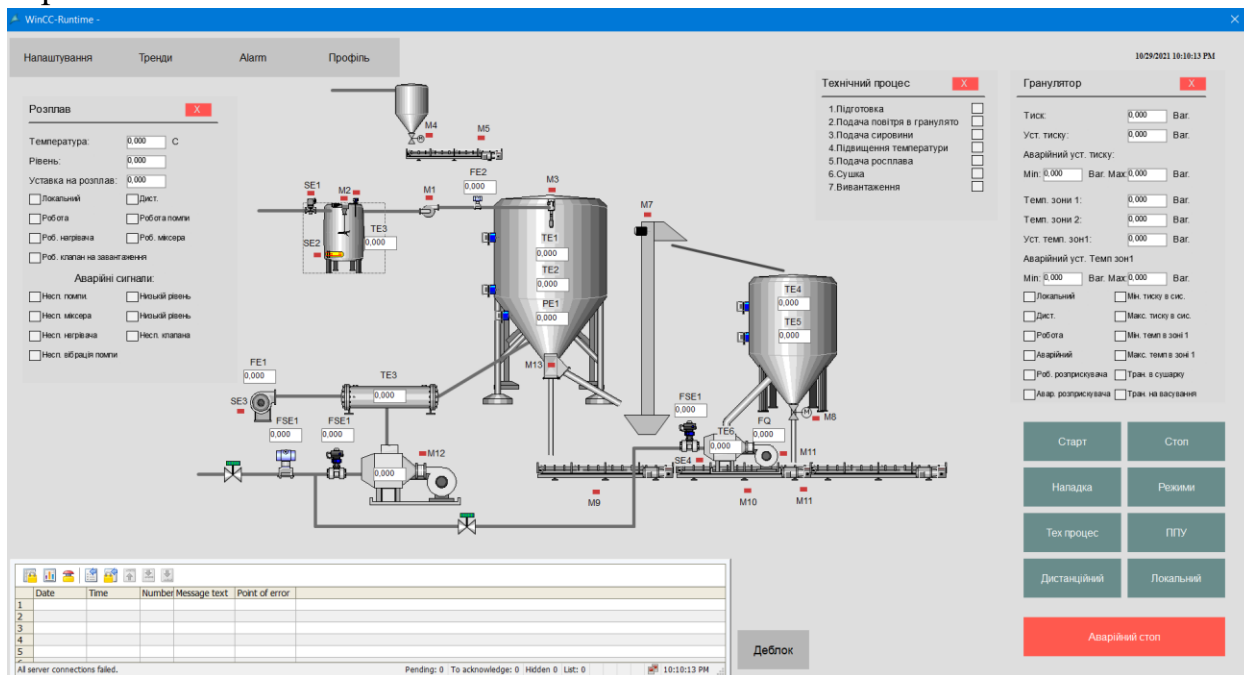 WinCC-Runtime -
Налаштування Тренди Alarm Профіль
10/29/2021 10:10:13 PM
Розплав X
Температура: 0,000 C
Рівень: 0,000
Уставка на розплав: 0,000
Локальний Дист.
Робота Робота помпи
Роб. нагрівача Роб. міксера
Роб. клапан на завантаження
Аварійні сигнали:
Несп. помпи. Низький рівень
Несп. міксера Низький рівень
Несп. негрівача Несп. клапана
Несп. вібрація помпи
M4
M5
SE1
M2
M1
FE2
0,000
M3
SE2
TE3
0,000
TE1
0,000
TE2
0,000
PE1
0,000
M13
M7
TE4
0,000
TE5
0,000
M8
FE1
0,000
SE3
TE3
0,000
FSE1
0,000
FSE1
0,000
0,000
M12
FSE1
0,000
SE4
TE6
0,000
FQ
0,000
M11
M9
M10
M11
Технічний процес X
1.Підготовка
2.Подача повітря в гранулято
3.Подача сировини
4.Підвищення температури
5.Подача росплава
6.Сушка
7.Вивантаження
Гранулятор X
Тиск: 0,000 Bar.
Уст. тиску: 0,000 Bar.
Аварійний уст. тиску:
Min: 0,000 Bar. Max: 0,000 Bar.
Темп. зони 1: 0,000 Bar.
Темп. зони 2: 0,000 Bar.
Уст. темп. зон1: 0,000 Bar.
Аварійний уст. Темп зон1
Min: 0,000 Bar. Max: 0,000 Bar.
Локальний Мін. тиску в сис.
Дист. Макс. тиску в сис.
Робота Мін. темп в зоні 1
Аварійний Макс. темп в зоні 1
Роб. розприскувача Тран. в сушарку
Авар. розприскувача Тран. на васування
Старт Стоп
Наладка Режими
Тех процес ППУ
Дистанційний Локальний
Аварійний стоп
Деблок
Date Time Number Message text Point of error
1
2
3
4
5
All server connections failed. Pending: 0 To acknowledge: 0 Hidden 0 List: 0 10:10:13 PM